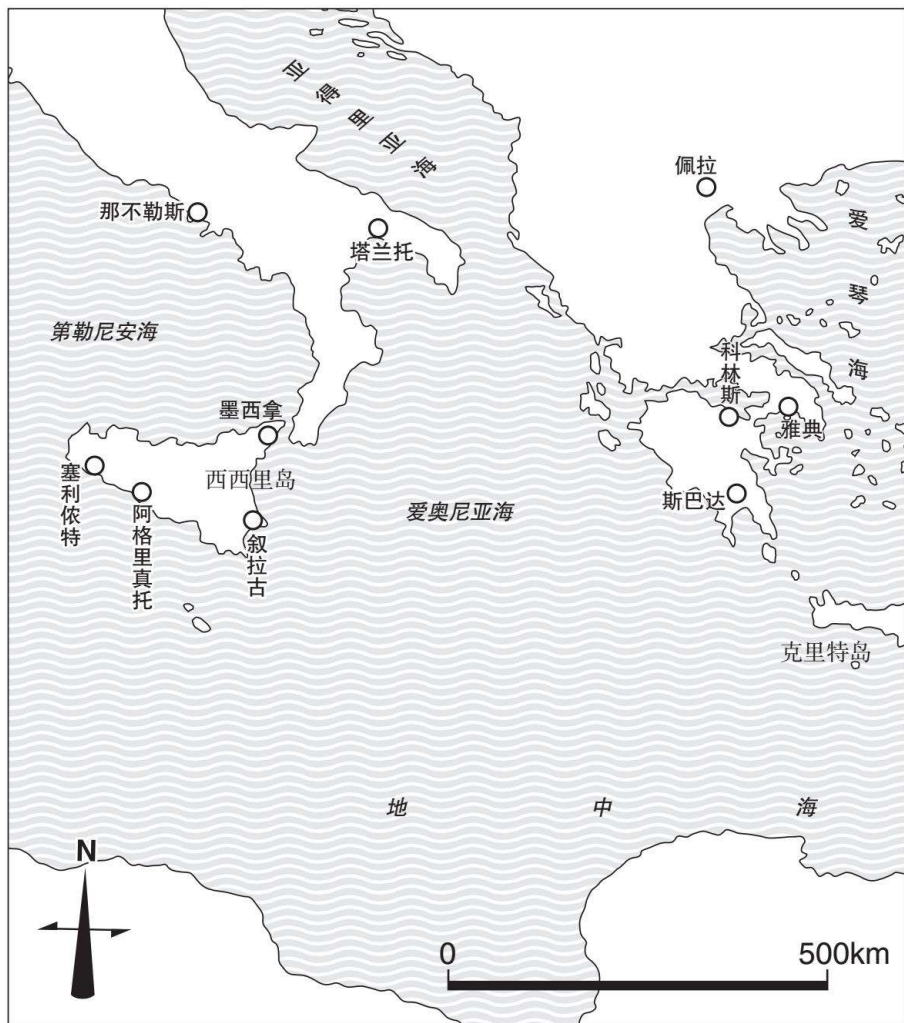 亚得里亚海
佩拉
那不勒斯
爱琴海
塔兰托
第勒尼安海
科林斯
墨西拿
雅典
西西里岛
塞利侬特
斯巴达
阿格里真托
爱奥尼亚海
叙拉古
克里特岛
地中海
N
0
500km